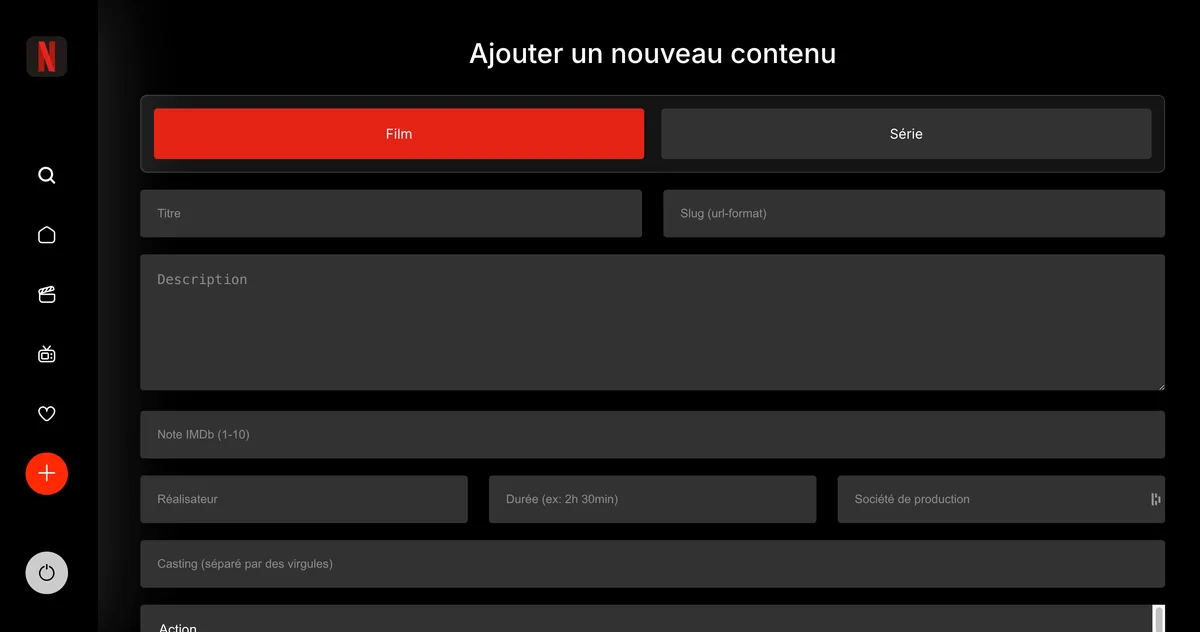 N
Ajouter un nouveau contenu
Film
Série
Titre
Slug (url-format)
Description
Note IMDb (1-10)
Réalisateur
Durée (ex: 2h 30min)
Société de production
Casting (séparé par des virgules)
Action